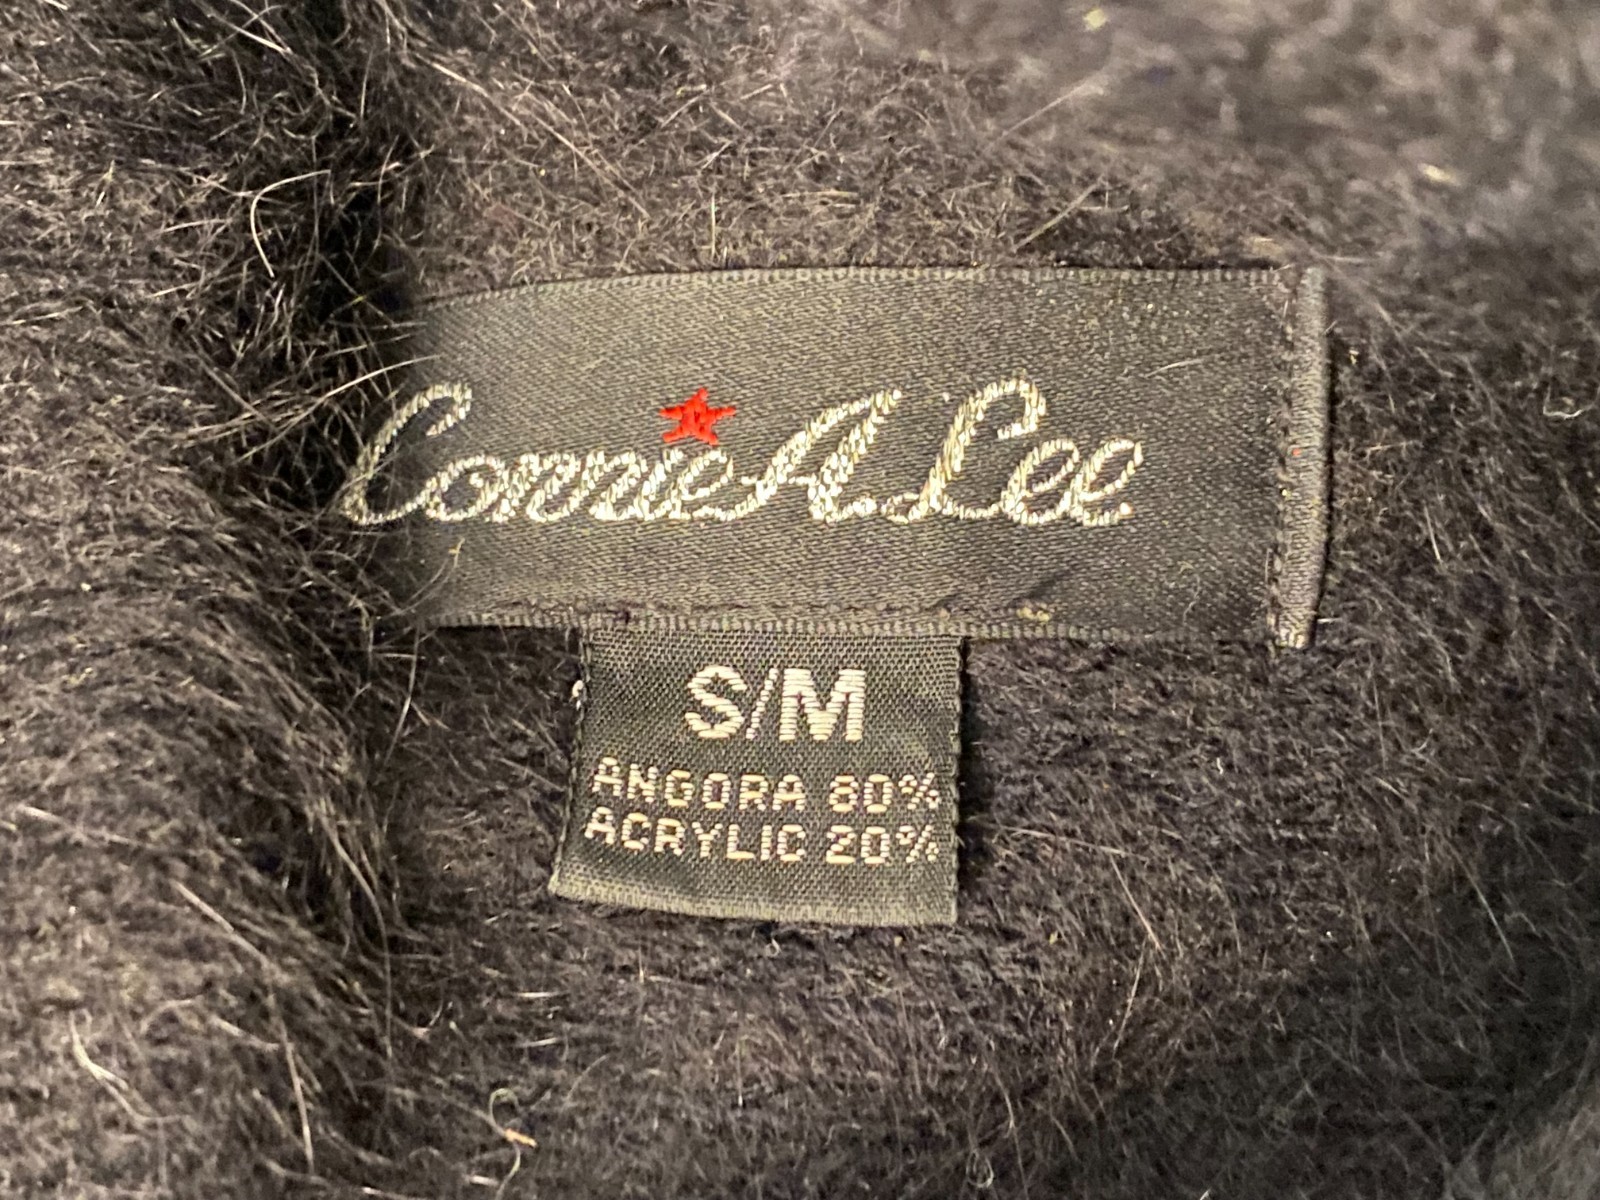 Connie A. Lee
S/M
ANGORA 80%
ACRYLIC 20%